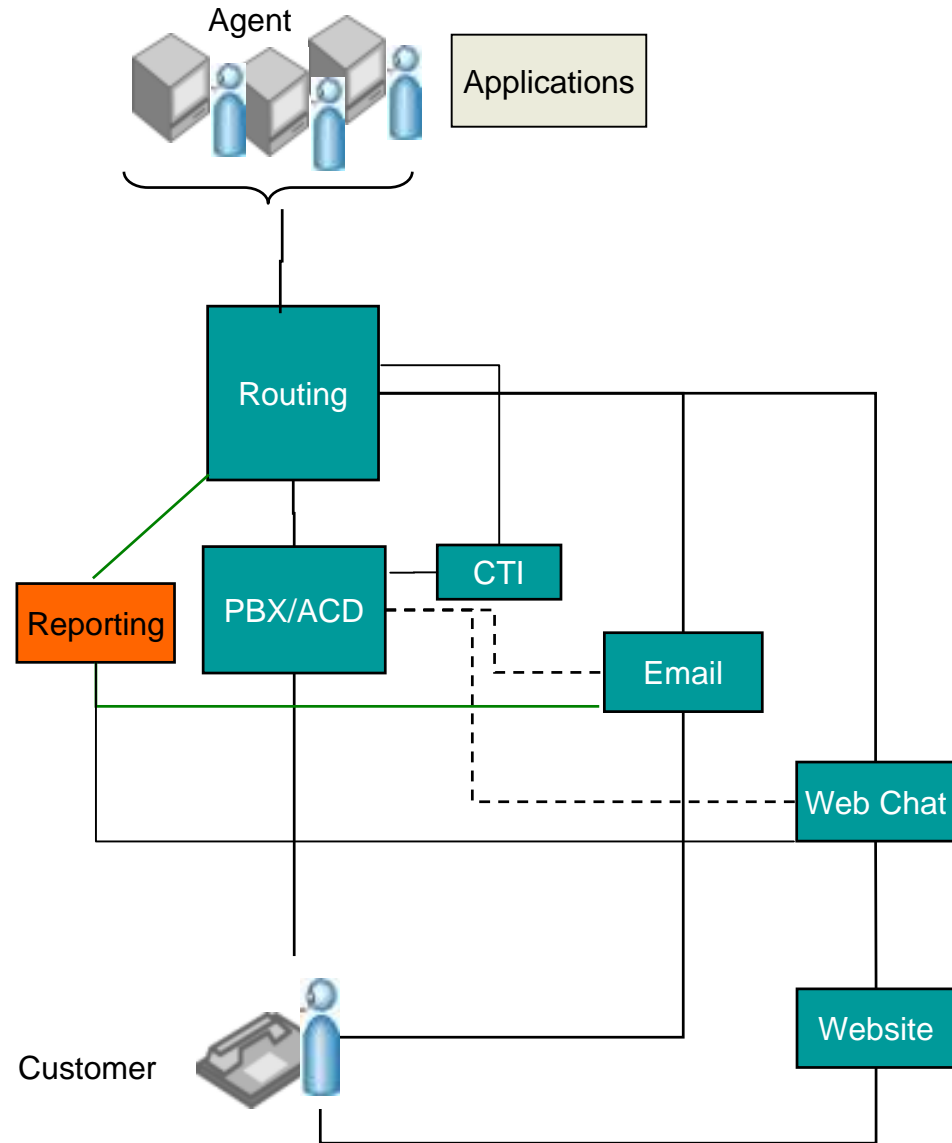 Agent
Applications
Routing
CTI
PBX/ACD
Reporting
Email
Web Chat
Website
Customer